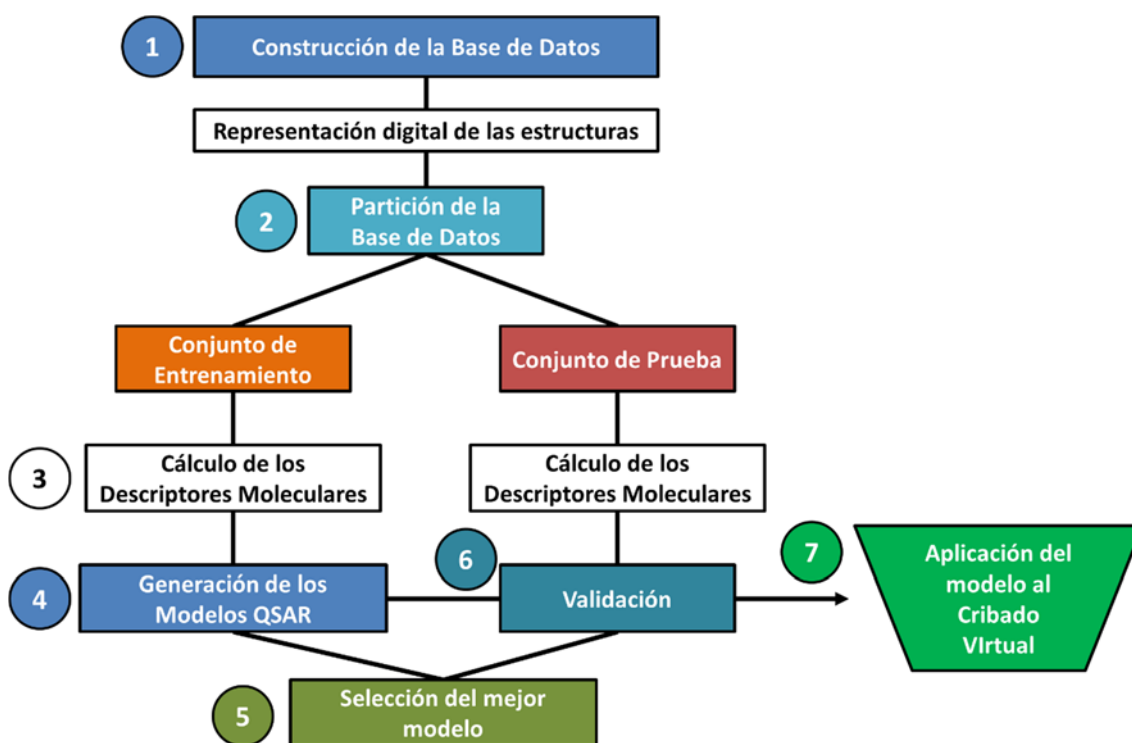 1
Construcción de la Base de Datos
Representación digital de las estructuras
2
Partición de la
Base de Datos
Conjunto de
Entrenamiento
Conjunto de Prueba
3
Cálculo de los
Descriptores Moleculares
Cálculo de los
Descriptores Moleculares
4
Generación de los
Modelos QSAR
6
Validación
7
Aplicación del
modelo al
Cribado
VIrtual
5
Selección del mejor
modelo